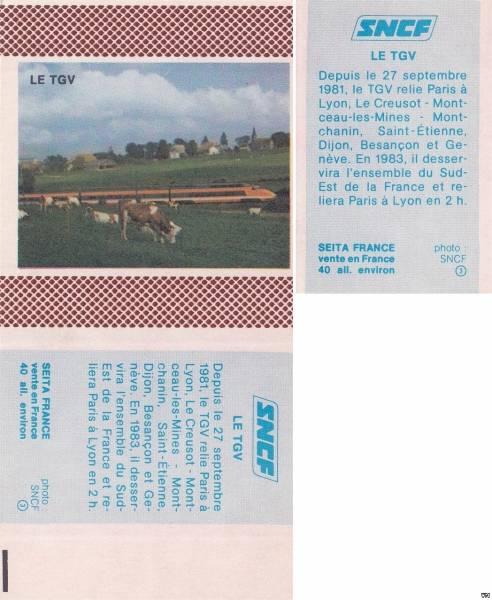 LE TGV
SNCF
LE TGV
Depuis le 27 septembre
1981, le TGV relie Paris à
Lyon, Le Creusot - Mont-
ceau-les-Mines - Mont-
chanin, Saint-Étienne,
Dijon, Besançon et Ge-
nève. En 1983, il desser-
vira l'ensemble du Sud-
Est de la France et re-
liera Paris à Lyon en 2 h.
SEITA FRANCE
vente en France
40 all. environ
photo :
SNCF
3
SNCF
LE TGV
Depuis le 27 septembre
1981, le TGV relie Paris à
Lyon, Le Creusot - Mont-
ceau-les-Mines - Mont-
chanin, Saint-Étienne,
Dijon, Besançon et Ge-
nève. En 1983, il desser-
vira l'ensemble du Sud-
Est de la France et re-
liera Paris à Lyon en 2 h.
SEITA FRANCE
vente en France
40 all. environ
photo :
SNCF
3